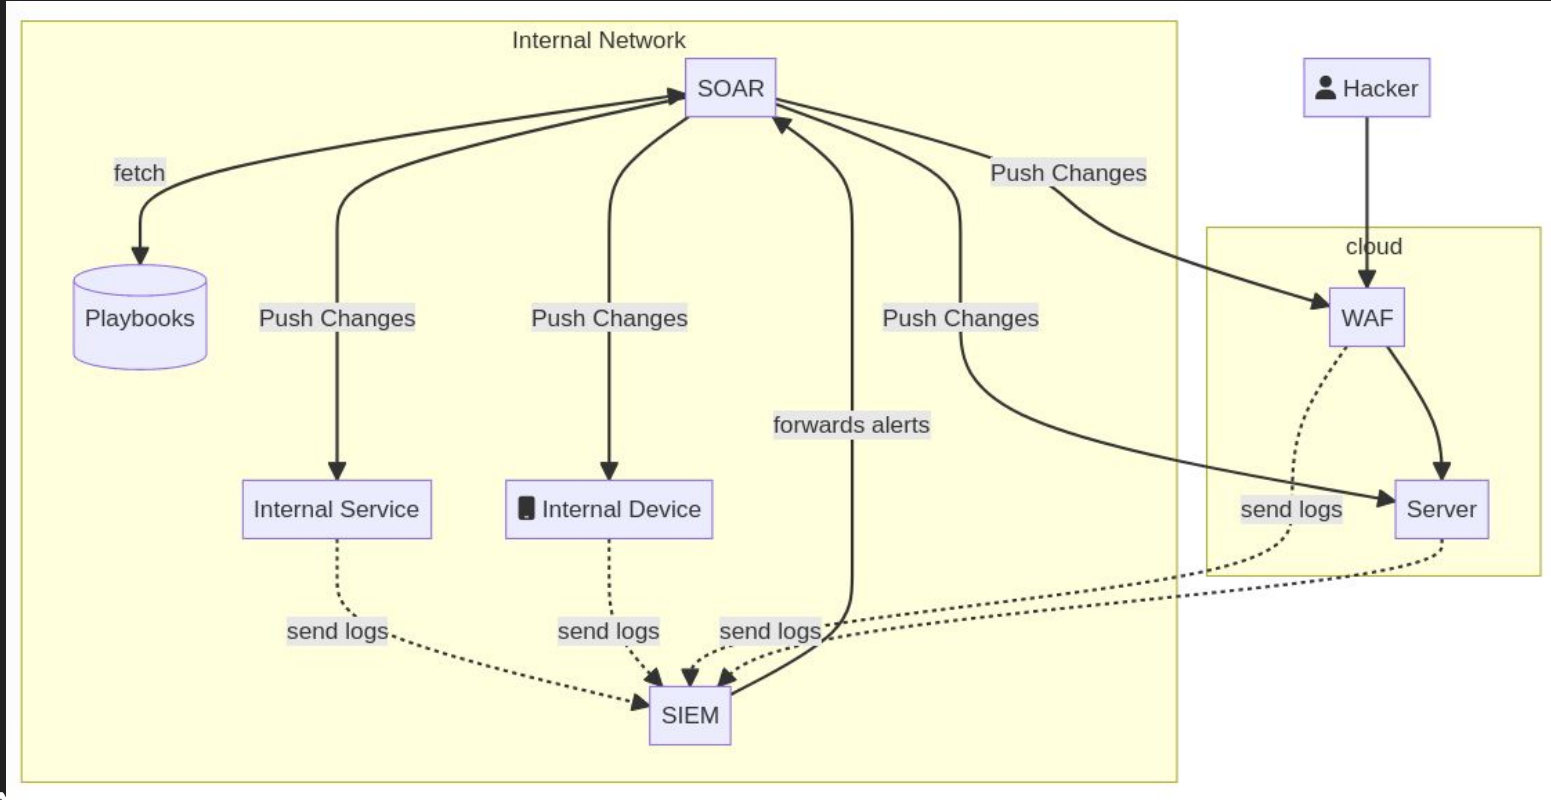 Internal Network
SOAR
Hacker
fetch
Push Changes
cloud
Playbooks
Push Changes
Push Changes
Push Changes
WAF
forwards alerts
Internal Service
Internal Device
send logs
Server
send logs
send logs
send logs
SIEM